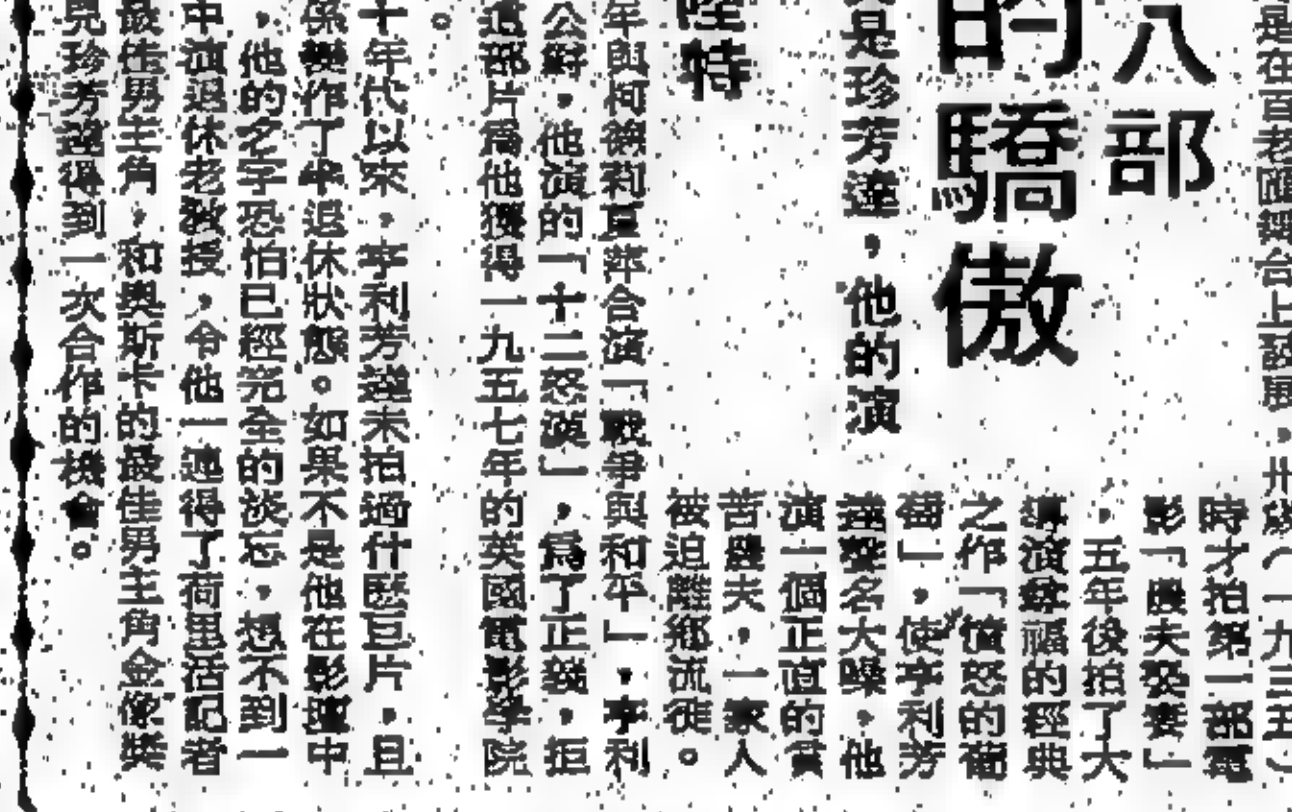 是在百老匯舞台上發展,卅歲(一九三五)
時才拍第一部電
影「農夫娶妻」
,五年後拍了大
導演尊福的經典
之作「憤怒的葡
萄」,使亨利芳
達聲名大噪,他
演一個正直的貧
苦農夫,一家人
被迫離鄉流徙。
八部
的驕傲
是珍芳達,他的演
特
年與柯德莉夏萍合演「戰爭與和平」,亨利
公爵,他演的「十二怒漢」,為了正義,拒
這部片為他獲得一九五七年的英國電影學院
。
十年代以來,亨利芳達未拍過什麼巨片,且
係變作了半退休狀態。如果不是他在影壇中
,他的名字恐怕已經完全的淡忘,想不到一
中演退休老教授,令他一連得了荷里活記者
最佳男主角,和奧斯卡的最佳男主角金像獎
見珍芳達得到一次合作的機會。